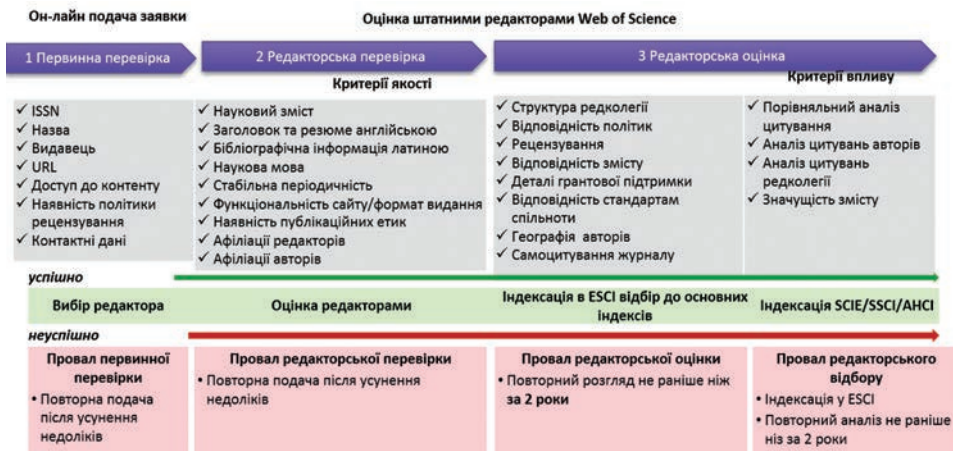 Он-лайн подача заявки
Оцінка штатними редакторами Web of Science
1 Первинна перевірка
2 Редакторська перевірка
3 Редакторська оцінка
Критерії якості
Критерії впливу
✓ ISSN
✓ Назва
✓ Видавець
✓ URL
✓ Доступ до контенту
✓ Наявність політики
рецензування
✓ Контактні дані
✓ Науковий зміст
✓ Заголовок та резюме англійською
✓ Бібліографічна інформація латиною
✓ Наукова мова
✓ Стабільна періодичність
✓ Функціональність сайту/формат видання
✓ Наявність публікаційних етик
✓ Афіліації редакторів
✓ Афіліації авторів
✓ Структура редколегії
✓ Відповідність політик
✓ Рецензування
✓ Відповідність змісту
✓ Деталі грантової підтримки
✓ Відповідність стандартам
спільноти
✓ Географія авторів
✓ Самоцитування журналу
✓ Порівняльний аналіз
цитування
✓ Аналіз цитувань авторів
✓ Аналіз цитувань
редколегії
✓ Значущість змісту
успішно
Вибір редактора
Оцінка редакторами
Індексація в ESCI відбір до основних
індексів
Індексація SCIE/SSCI/AHCI
неуспішно
Провал первинної
перевірки
• Повторна подача
після усунення
недоліків
Провал редакторської перевірки
• Повторна подача після усунення
недоліків
Провал редакторської оцінки
• Повторний розгляд не раніше ніж
за 2 роки
Провал редакторського
відбору
• Індексація у ESCI
• Повторний аналіз не раніше
ніз за 2 роки